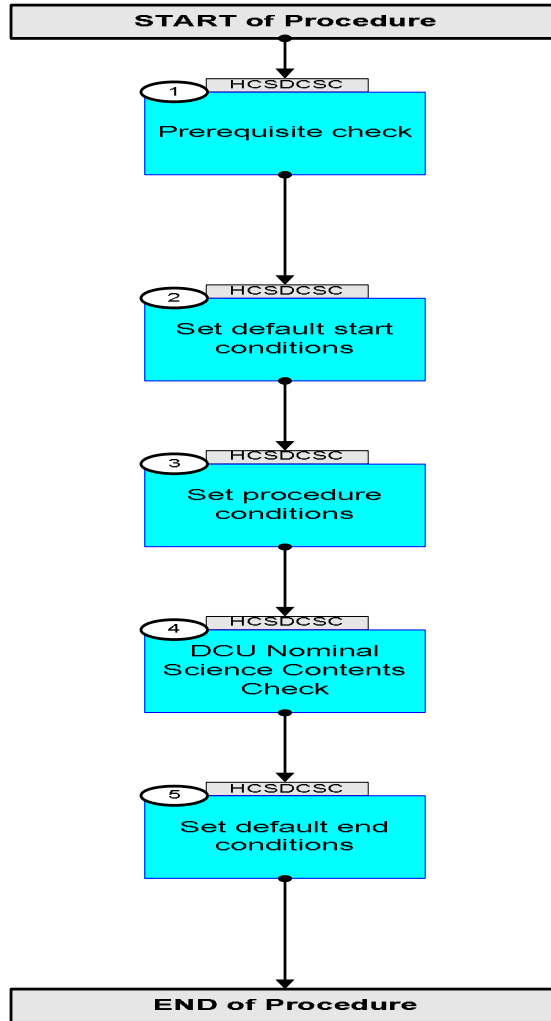 START of Procedure
HCSDCSC
1
Prerequisite check
HCSDCSC
2
Set default start
conditions
HCSDCSC
3
Set procedure
conditions
HCSDCSC
4
DCU Nominal
Science Contents
Check
HCSDCSC
5
Set default end
conditions
END of Procedure